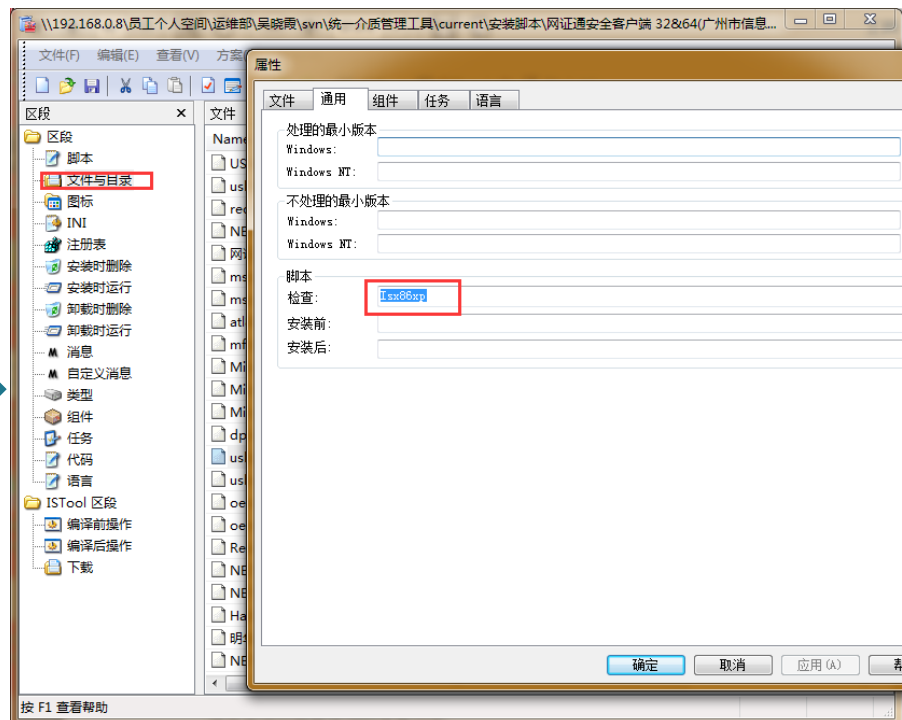 \\192.168.0.8\员工个人空间\运维部\吴晓霞\svn\统一介质管理工具\current\安装脚本\网证通安全客户端 32&64(广州市信息...
文件(F) 编辑(E) 查看(V) 方案
区段
文件
区段
脚本
文件与目录
图标
INI
注册表
安装时删除
安装时运行
卸载时删除
卸载时运行
消息
自定义消息
类型
组件
任务
代码
语言
ISTool 区段
编译前操作
编译后操作
下载
Name
US
usl
rec
NE
网证
ms
ms
atl
mf
Mi
Mi
Mi
dp
usl
usl
oe
oe
Re
NE
NE
Ha
明华
NE
属性
文件 通用 组件 任务 语言
处理的最小版本
Windows:
Windows NT:
不处理的最小版本
Windows:
Windows NT:
脚本
检查: Isx86xp
安装前:
安装后:
确定 取消 应用(A)
按 F1 查看帮助